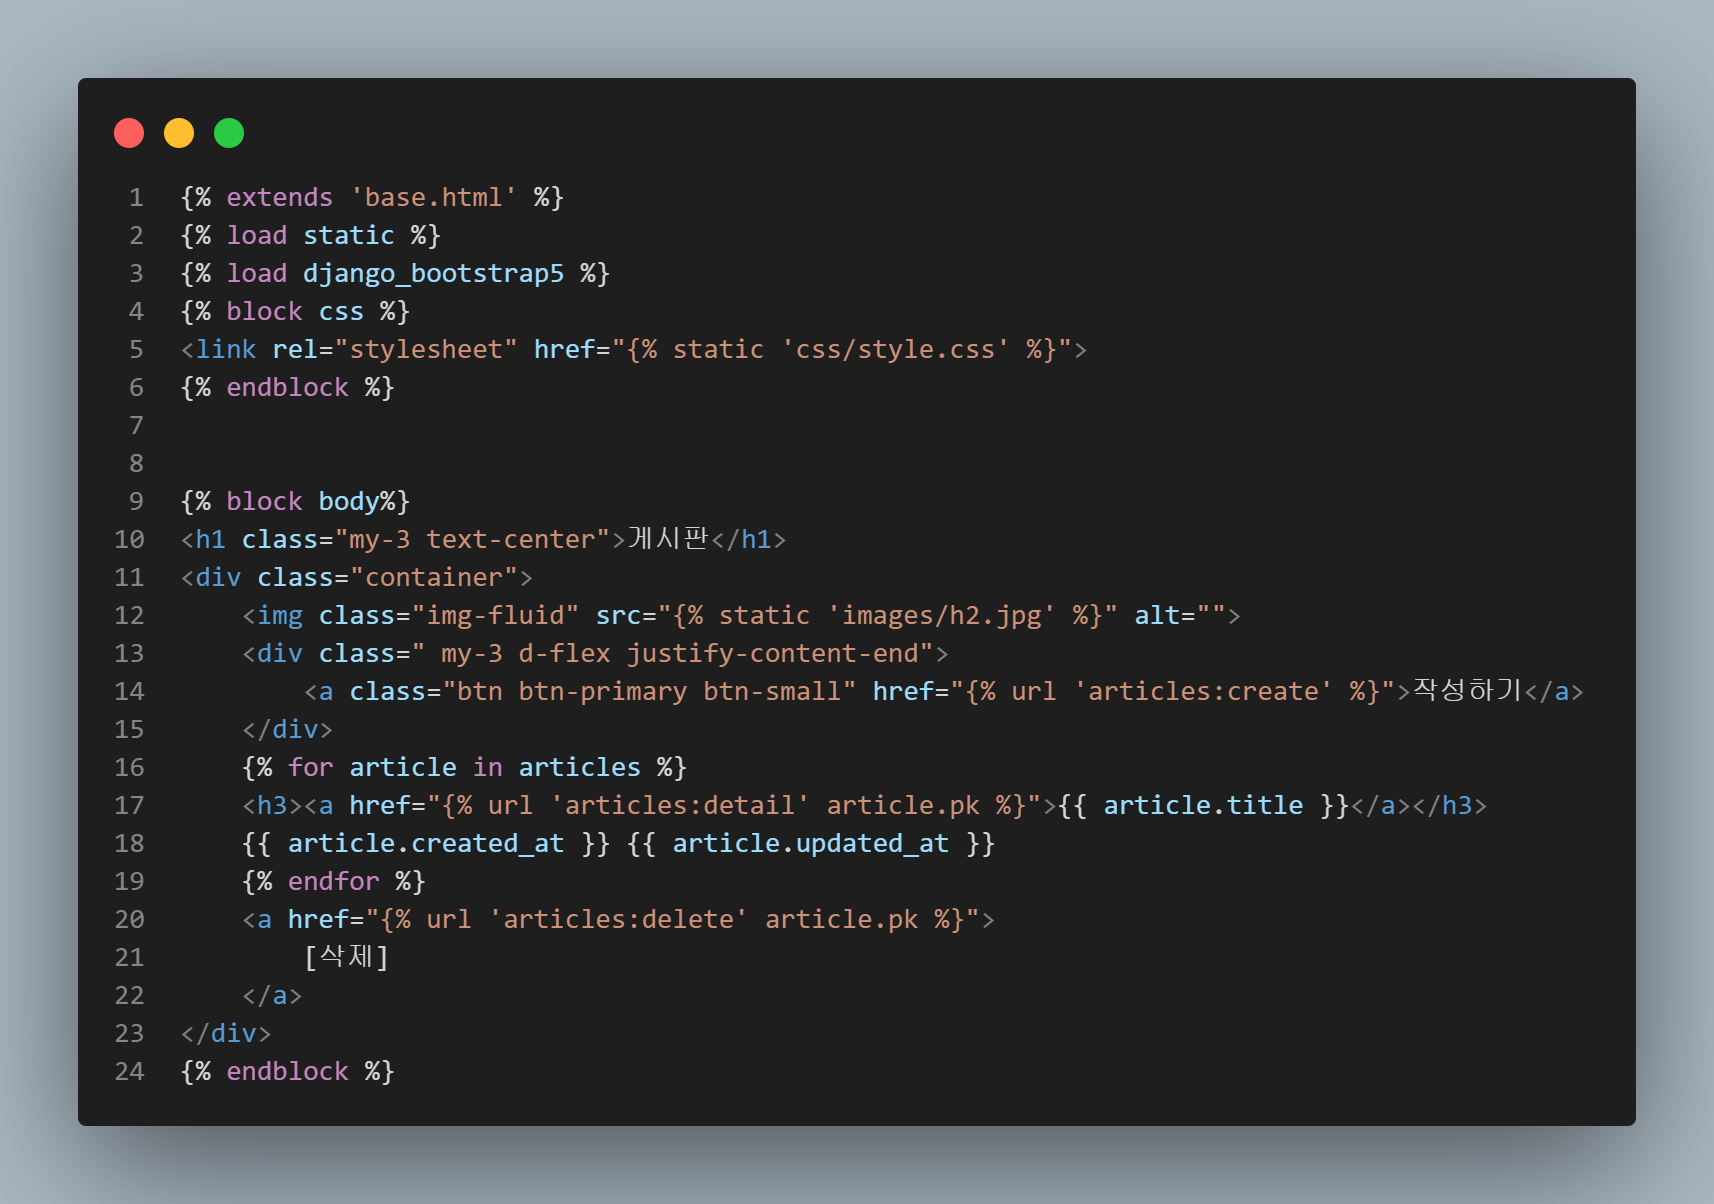 1 {% extends 'base.html' %}
2 {% load static %}
3 {% load django_bootstrap5 %}
4 {% block css %}
5 <link rel="stylesheet" href="{% static 'css/style.css' %}">
6 {% endblock %}
7
8
9 {% block body%}
10 <h1 class="my-3 text-center">게시판</h1>
11 <div class="container">
12     <img class="img-fluid" src="{% static 'images/h2.jpg' %}" alt="">
13     <div class=" my-3 d-flex justify-content-end">
14         <a class="btn btn-primary btn-small" href="{% url 'articles:create' %}">작성하기</a>
15     </div>
16     {% for article in articles %}
17     <h3><a href="{% url 'articles:detail' article.pk %}">{{ article.title }}</a></h3>
18     {{ article.created_at }} {{ article.updated_at }}
19     {% endfor %}
20     <a href="{% url 'articles:delete' article.pk %}">
21         [삭제]
22     </a>
23 </div>
24 {% endblock %}